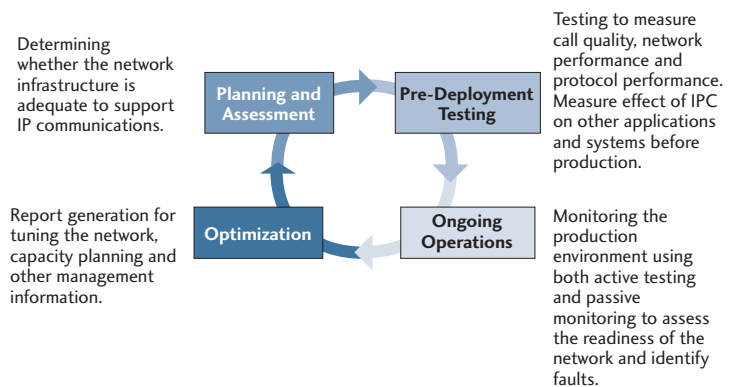 Determining
whether the network
infrastructure is
adequate to support
IP communications.
Planning and
Assessment
Pre-Deployment
Testing
Testing to measure
call quality, network
performance and
protocol performance.
Measure effect of IPC
on other applications
and systems before
production.
Report generation for
tuning the network,
capacity planning and
other management
information.
Optimization
Ongoing
Operations
Monitoring the
production
environment using
both active testing
and passive
monitoring to assess
the readiness of the
network and identify
faults.